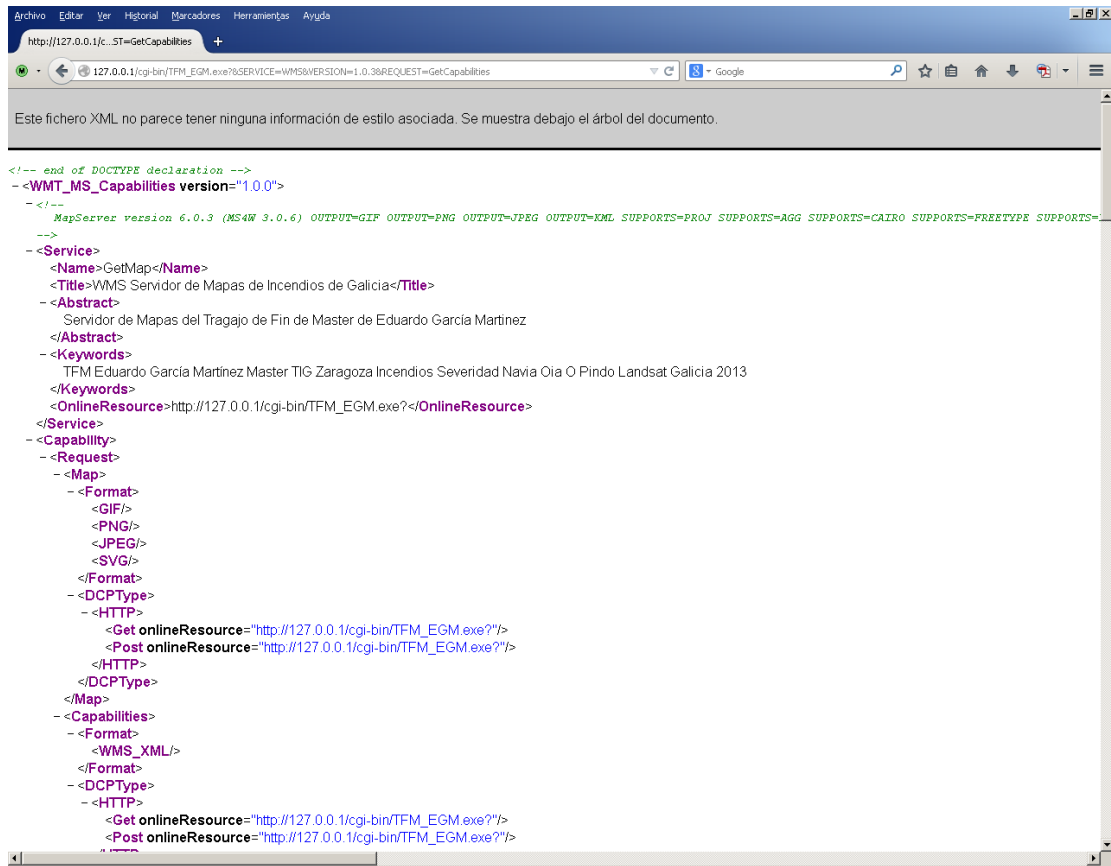 Archivo Editar Ver Historial Marcadores Herramientas Ayuda
http://127.0.0.1/c...ST=GetCapabilities +
127.0.0.1/cgi-bin/TFM_EGM.exe?&SERVICE=WMS&VERSION=1.0.3&REQUEST=GetCapabilities Google
Este fichero XML no parece tener ninguna información de estilo asociada. Se muestra debajo el árbol del documento.
<!-- end of DOCTYPE declaration -->
- <WMT_MS_Capabilities version="1.0.0">
- <!--
MapServer version 6.0.3 (MS4W 3.0.6) OUTPUT=GIF OUTPUT=PNG OUTPUT=JPEG OUTPUT=KML SUPPORTS=PROJ SUPPORTS=AGG SUPPORTS=CAIRO SUPPORTS=FREETYPE SUPPORTS=
-->
- <Service>
<Name>GetMap</Name>
<Title>WMS Servidor de Mapas de Incendios de Galicia</Title>
- <Abstract>
Servidor de Mapas del Tragajo de Fin de Master de Eduardo García Martinez
</Abstract>
- <Keywords>
TFM Eduardo García Martínez Master TIG Zaragoza Incendios Severidad Navia Oia O Pindo Landsat Galicia 2013
</Keywords>
<OnlineResource>http://127.0.0.1/cgi-bin/TFM_EGM.exe?</OnlineResource>
</Service>
- <Capability>
- <Request>
- <Map>
- <Format>
<GIF/>
<PNG/>
<JPEG/>
<SVG/>
</Format>
- <DCPType>
- <HTTP>
<Get onlineResource="http://127.0.0.1/cgi-bin/TFM_EGM.exe?"/>
<Post onlineResource="http://127.0.0.1/cgi-bin/TFM_EGM.exe?"/>
</HTTP>
</DCPType>
</Map>
- <Capabilities>
- <Format>
<WMS_XML/>
</Format>
- <DCPType>
- <HTTP>
<Get onlineResource="http://127.0.0.1/cgi-bin/TFM_EGM.exe?"/>
<Post onlineResource="http://127.0.0.1/cgi-bin/TFM_EGM.exe?"/>